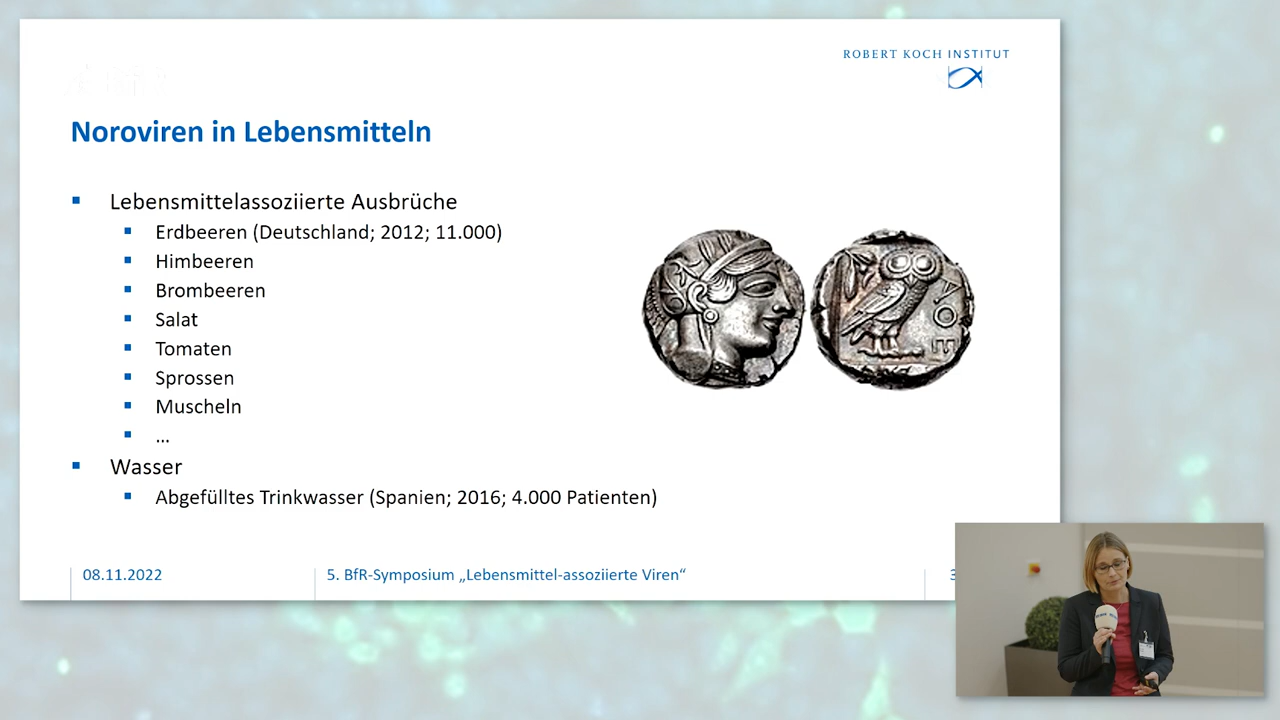 ROBERT KOCH INSTITUT
Noroviren in Lebensmitteln
▪ Lebensmittelassoziierte Ausbrüche
▪ Erdbeeren (Deutschland; 2012; 11.000)
▪ Himbeeren
▪ Brombeeren
▪ Salat
▪ Tomaten
▪ Sprossen
▪ Muscheln
▪ …
▪ Wasser
▪ Abgefülltes Trinkwasser (Spanien; 2016; 4.000 Patienten)
ΑΘΕ
08.11.2022
5. BfR-Symposium „Lebensmittel-assoziierte Viren“